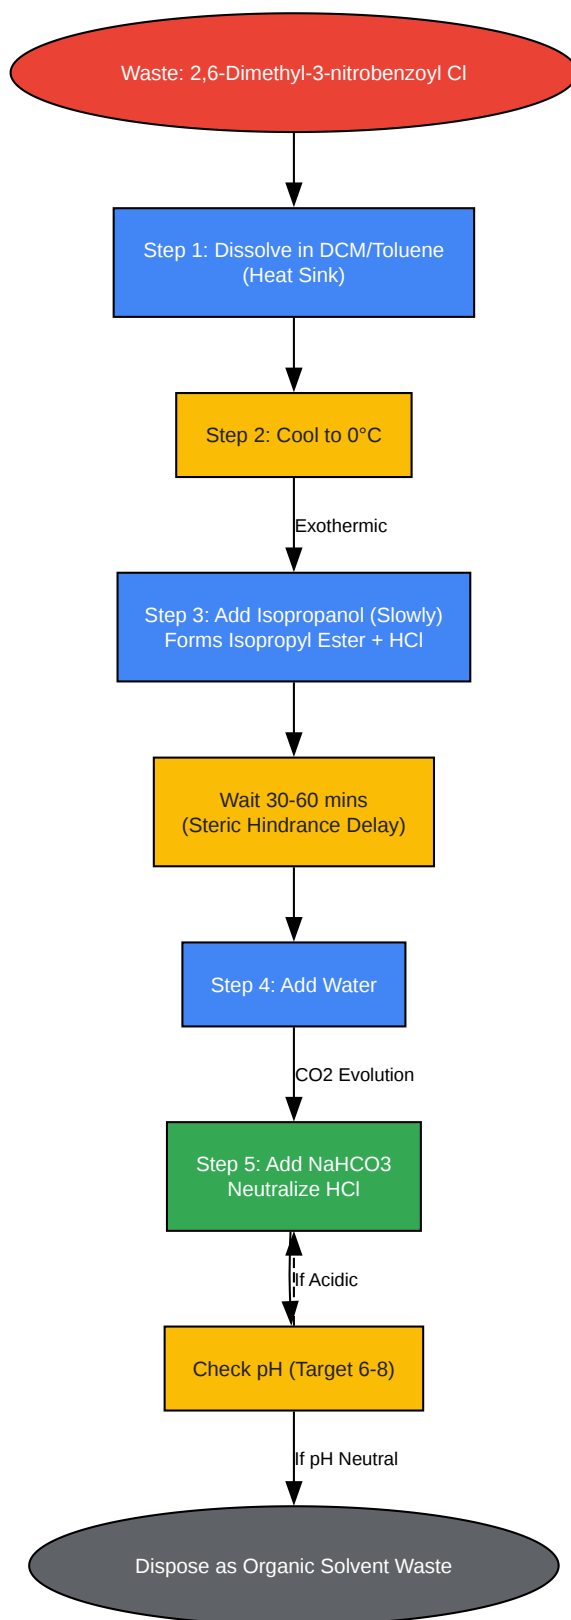 Waste: 2,6-Dimethyl-3-nitrobenzoyl Cl
Step 1: Dissolve in DCM/Toluene
(Heat Sink)
Step 2: Cool to 0°C
Exothermic
Step 3: Add Isopropanol (Slowly)
Forms Isopropyl Ester + HCl
Wait 30-60 mins
(Steric Hindrance Delay)
Step 4: Add Water
CO2 Evolution
Step 5: Add NaHCO3
Neutralize HCl
If Acidic
Check pH (Target 6-8)
If pH Neutral
Dispose as Organic Solvent Waste